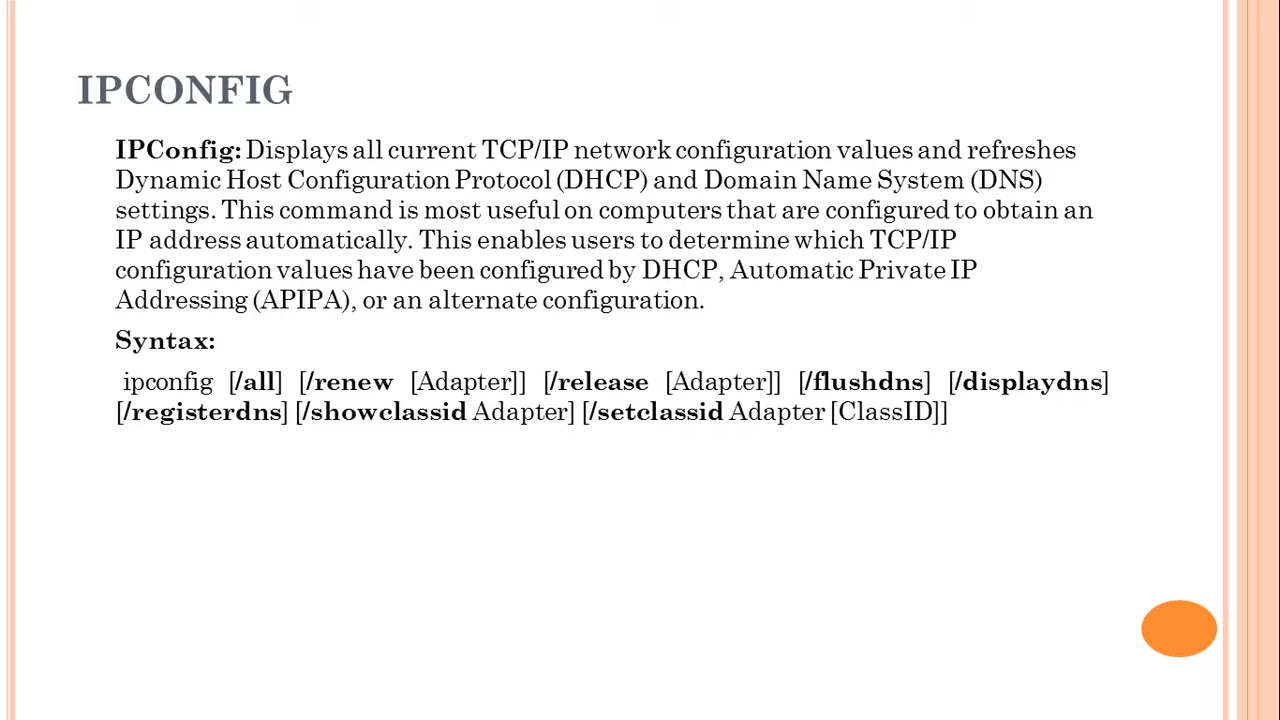 IPCONFIG
IPConfig: Displays all current TCP/IP network configuration values and refreshes
Dynamic Host Configuration Protocol (DHCP) and Domain Name System (DNS)
settings. This command is most useful on computers that are configured to obtain an
IP address automatically. This enables users to determine which TCP/IP
configuration values have been configured by DHCP, Automatic Private IP
Addressing (APIPA), or an alternate configuration.
Syntax:
ipconfig [/all] [/renew [Adapter]] [/release [Adapter]] [/flushdns] [/displaydns]
[/registerdns] [/showclassid Adapter] [/setclassid Adapter [ClassID]]